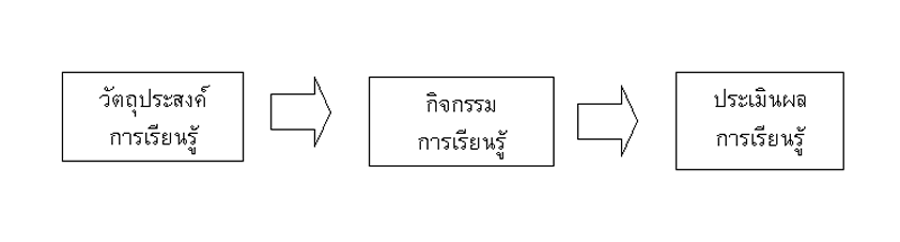 วัตถุประสงค์
การเรียนรู้
กิจกรรม
การเรียนรู้
ประเมินผล
การเรียนรู้